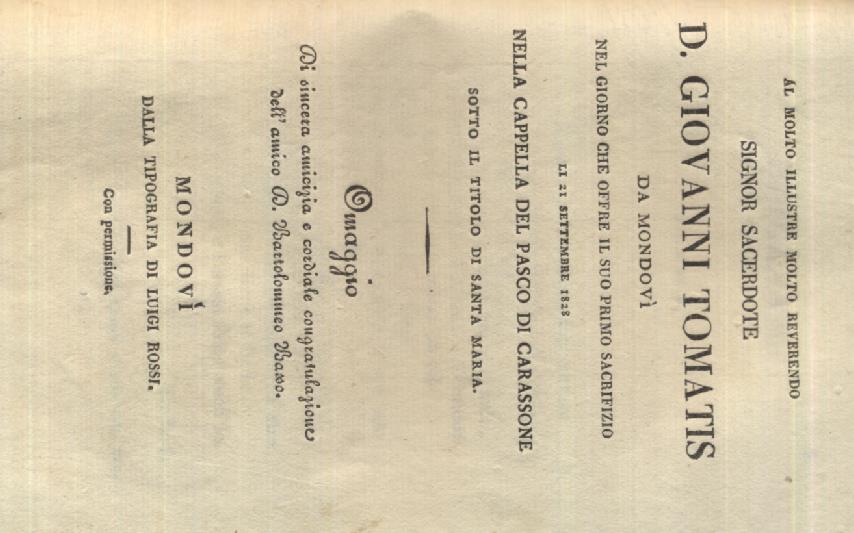 AL MOLTO ILLUSTRE MOLTO REVERENDO
SIGNOR SACERDOTE
D. GIOVANNI TOMATIS
DA MONDOVÌ
NEL GIORNO CHE OFFRE IL SUO PRIMO SACRIFIZIO
LI 21 SETTEMBRE 1828
NELLA CAPPELLA DEL PASCO DI CARASSONE
SOTTO IL TITOLO DI SANTA MARIA.
Omaggio
Di sincera amicizia e cordiale congratulazione
dell' amico D. Bartolommeo Basso.
MONDOVÌ
DALLA TIPOGRAFIA DI LUIGI ROSSI.
Con permissione.